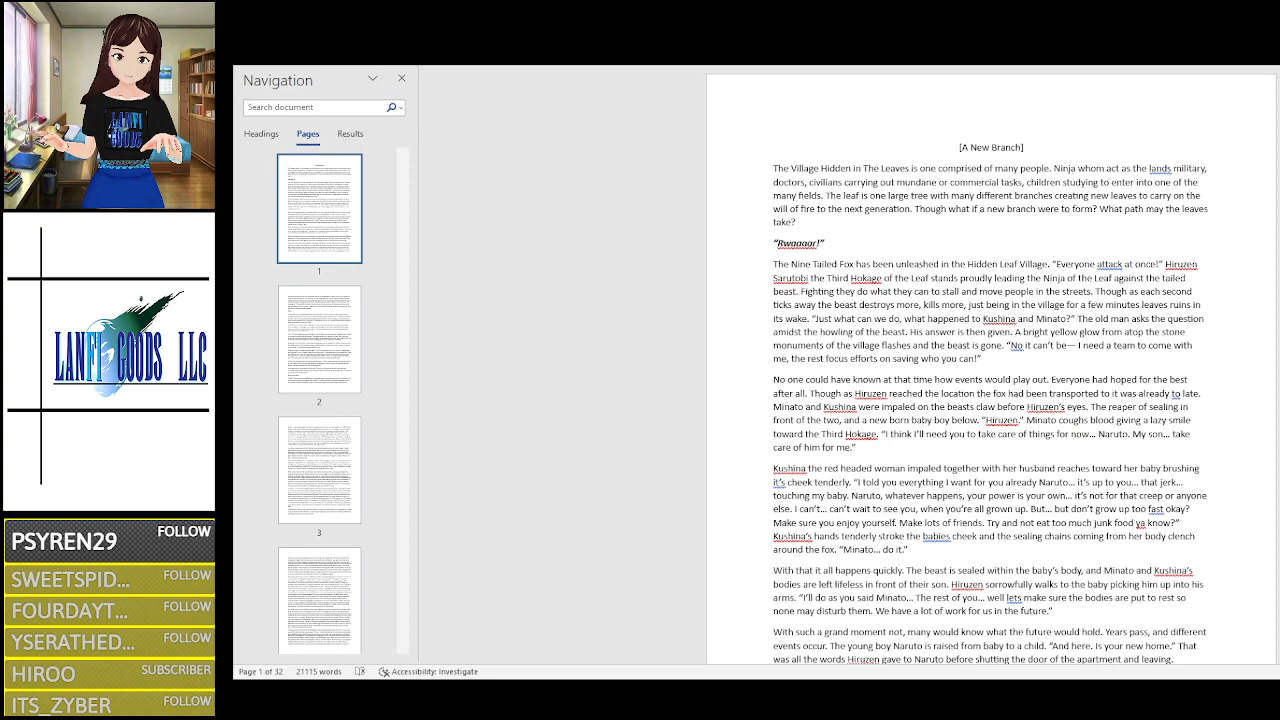 LANFI
GOODS
LANFI GOODS LLC
PSYREN29 FOLLOW
SWEETSPID... FOLLOW
FOURPAYT... FOLLOW
YSERATHED... FOLLOW
HIROO SUBSCRIBER
ITS_ZYBER FOLLOW
Navigation
Search document
Headings Pages Results
1
2
3
[A New Branch]
The Village Hidden in The Leaves is one comprised of many people. Ninja whom act as the lands military,
doctors, civilians carrying out mundane or commercial tasks, children studying to enter into one of the
many fields. The leaf is one large tree with many different branches creating new leaves to carry on the
will of fire to the next generation. Though what if a new branch were to form? What path may the leaves
take?
"Rwaaaar!"
The Nine Tailed Fox has been unleashed in the Hidden Leaf Village. "Everyone attack at once!" Hiruzen
Sarutobi the Third Hokage of the Leaf stands proudly leading the Ninja of the Leaf against the tailed
beast. Fighting they do what they can to stall and move people in the streets. Though as each second
ticks away the beast destroys more, kills more, just being in the village for a few minutes leaves ruins in
its wake. "Just what can we do, what happened to Kushina and Minato?" The old man asks the question
amidst the howling of the beast. His answer is then given. A bright yellow glow from atop the stone
monuments of the village flashes and the beast is gone. "No it can't be— I need a team to come with
me, the rest focus efforts on saving who you can!"
No one could have known at that time how events would play out. Everyone had hoped for the best
after all. Though as Hiruzen reached the location the fox had been transported to it was already to late.
Minato and Kushina were impaled on the beasts claw before Hiruzen's eyes. The reaper of sealing in
front of the two, and a new born baby boy below. "Hiruzen." Minato coughs blood giving a lazy smile
toward the Third Hokage. "I think I'll need you to take care of things for now... Naruto. My son... take
care of him for me."
Kushina the red headed woman impaled together with her husband reaches toward her baby brushing
it's cheek tenderly. "I told you everything I want for you already Naruto... it's up to you... that jerk...
touching my baby. Naruto, whatever happens, your power is your own... it's not for that creep or anyone
else. I can't... can't wait to see you, when you're all grown up. But... but don't grow up too fast okay?
Make sure you enjoy yourself. Make lots of friends. Try and not eat too much junk food ya know?"
Kushina's hands tenderly stroke the babies cheek and the sealing chains coming from her body clench
around the fox. "Minato... do it."
With that it all happens quickly. The beast is sealed within the baby's body, and Minato and Kushina's
bodies are left lifeless in front of their son. Hiruzen sorrowfully walks to the baby picking him up into his
arms. "I'll do as you said Minato... The rest of you... well lets make sure the bodies are put to rest so
none may disturb them. We have a lot of work for us in the future."
With such a grand moment not, many would know what the future would hold. Years pass, and different
events occur. The young boy Naruto is raised from baby to a child. "And here. Is your new home." That
was all the words Hiruzen gave to Naruto before shutting the door of the apartment and leaving.
Page 1 of 32 21115 words Accessibility: Investigate